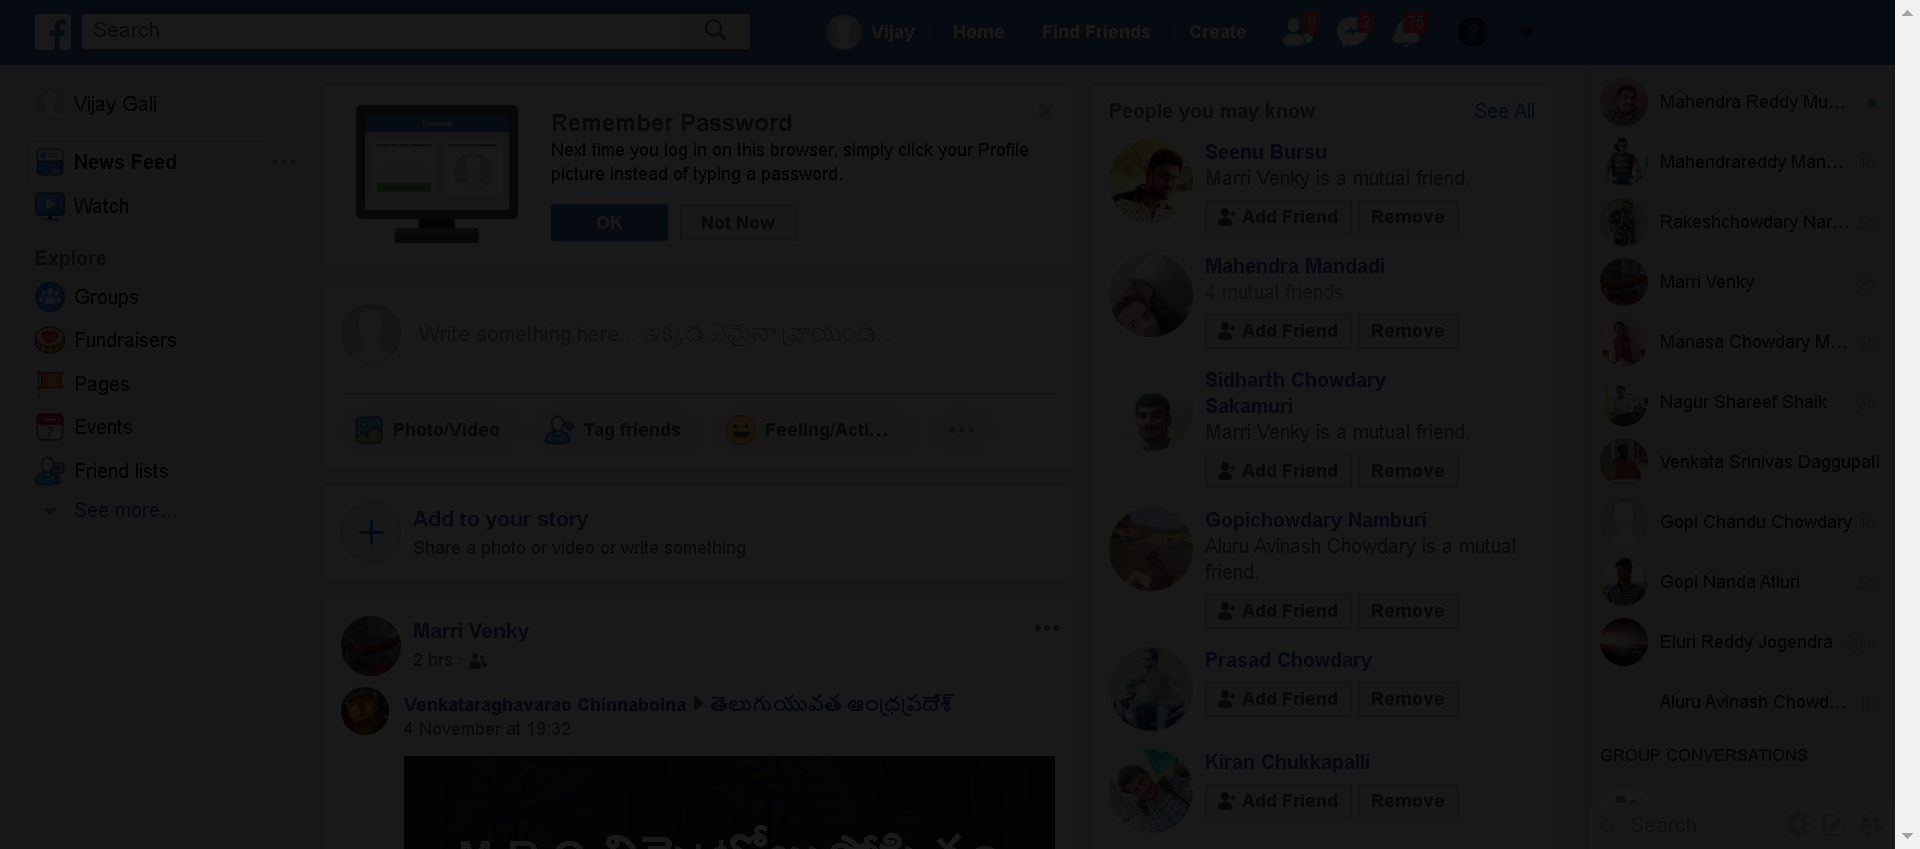 Search
Vijay
Home
Find Friends
Create
9
2
75
?
Vijay Gali
News Feed
Watch
Explore
Groups
Fundraisers
Pages
7
Events
Friend lists
See more...
facebook
Remember Password
Next time you log in on this browser, simply click your Profile
picture instead of typing a password.
OK
Not Now
Write something here... ఇక్కడ ఏమైనా వ్రాయండి...
Photo/Video
Tag friends
Feeling/Acti...
Add to your story
Share a photo or video or write something
Marri Venky
2 hrs ·
Venkataraghavarao Chinnaboina ▶ తెలుగుయువత ఆంధ్రప్రదేశ్
4 November at 19:32
People you may know
See All
Seenu Bursu
Marri Venky is a mutual friend.
Add Friend
Remove
Mahendra Mandadi
4 mutual friends
Add Friend
Remove
Sidharth Chowdary
Sakamuri
Marri Venky is a mutual friend.
Add Friend
Remove
Gopichowdary Namburi
Aluru Avinash Chowdary is a mutual
friend.
Add Friend
Remove
Prasad Chowdary
Add Friend
Remove
Kiran Chukkapalli
Add Friend
Remove
Mahendra Reddy Mu...
Mahendrareddy Man... 1h
Rakeshchowdary Nar... 5h
Marri Venky 2h
Manasa Chowdary M... 2h
Nagur Shareef Shaik 3h
Venkata Srinivas Daggupati
Gopi Chandu Chowdary 1h
Gopi Nanda Atluri 5h
Eluri Reddy Jogendra 39m
Aluru Avinash Chowd... 1h
GROUP CONVERSATIONS
Search